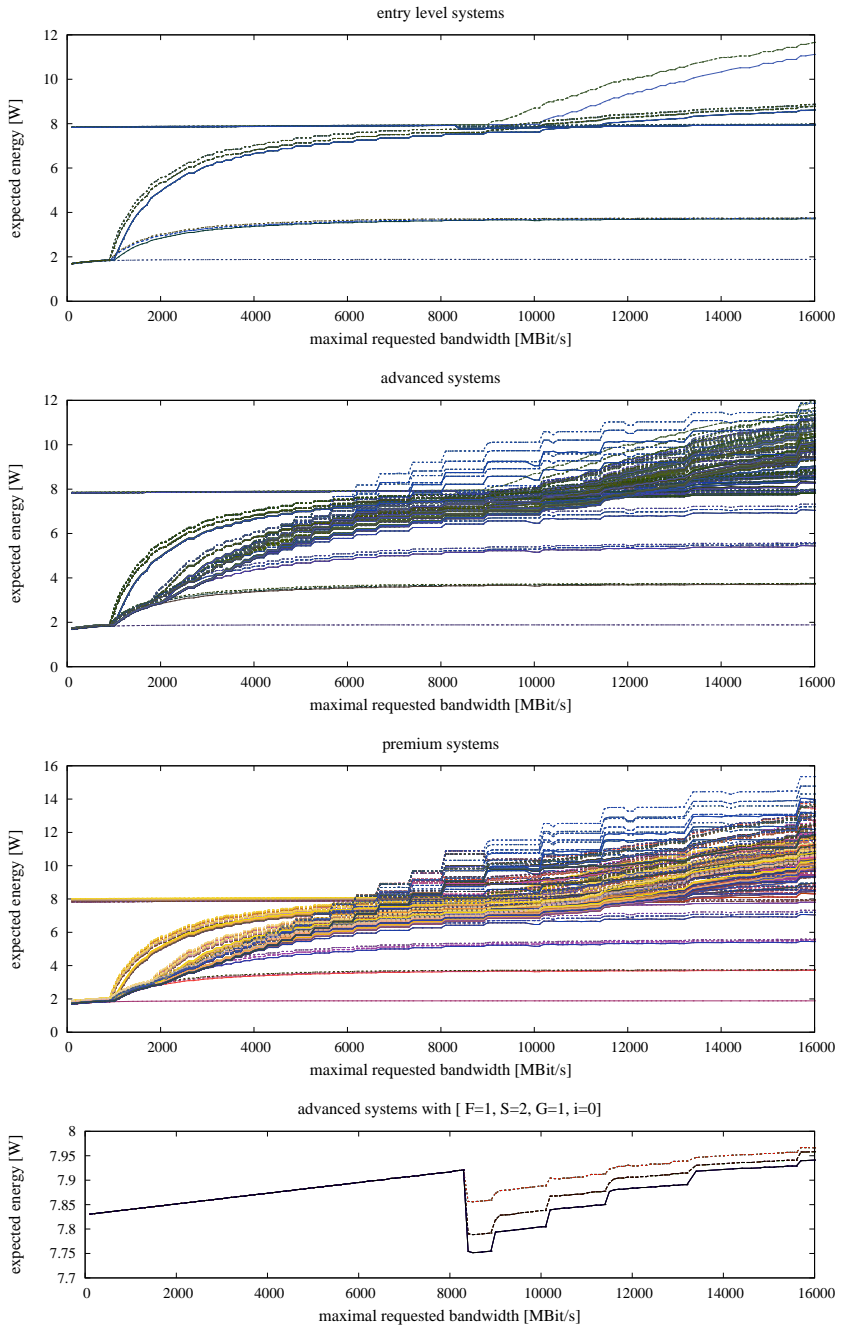 entry level systems
12
10
8
6
4
2
0
expected energy [W]
0 2000 4000 6000 8000 10000 12000 14000 16000
maximal requested bandwidth [MBit/s]
advanced systems
12
10
8
6
4
2
0
expected energy [W]
0 2000 4000 6000 8000 10000 12000 14000 16000
maximal requested bandwidth [MBit/s]
premium systems
16
14
12
10
8
6
4
2
0
expected energy [W]
0 2000 4000 6000 8000 10000 12000 14000 16000
maximal requested bandwidth [MBit/s]
advanced systems with [ F=1, S=2, G=1, i=0]
8
7.95
7.9
7.85
7.8
7.75
7.7
expected energy [W]
0 2000 4000 6000 8000 10000 12000 14000 16000
maximal requested bandwidth [MBit/s]